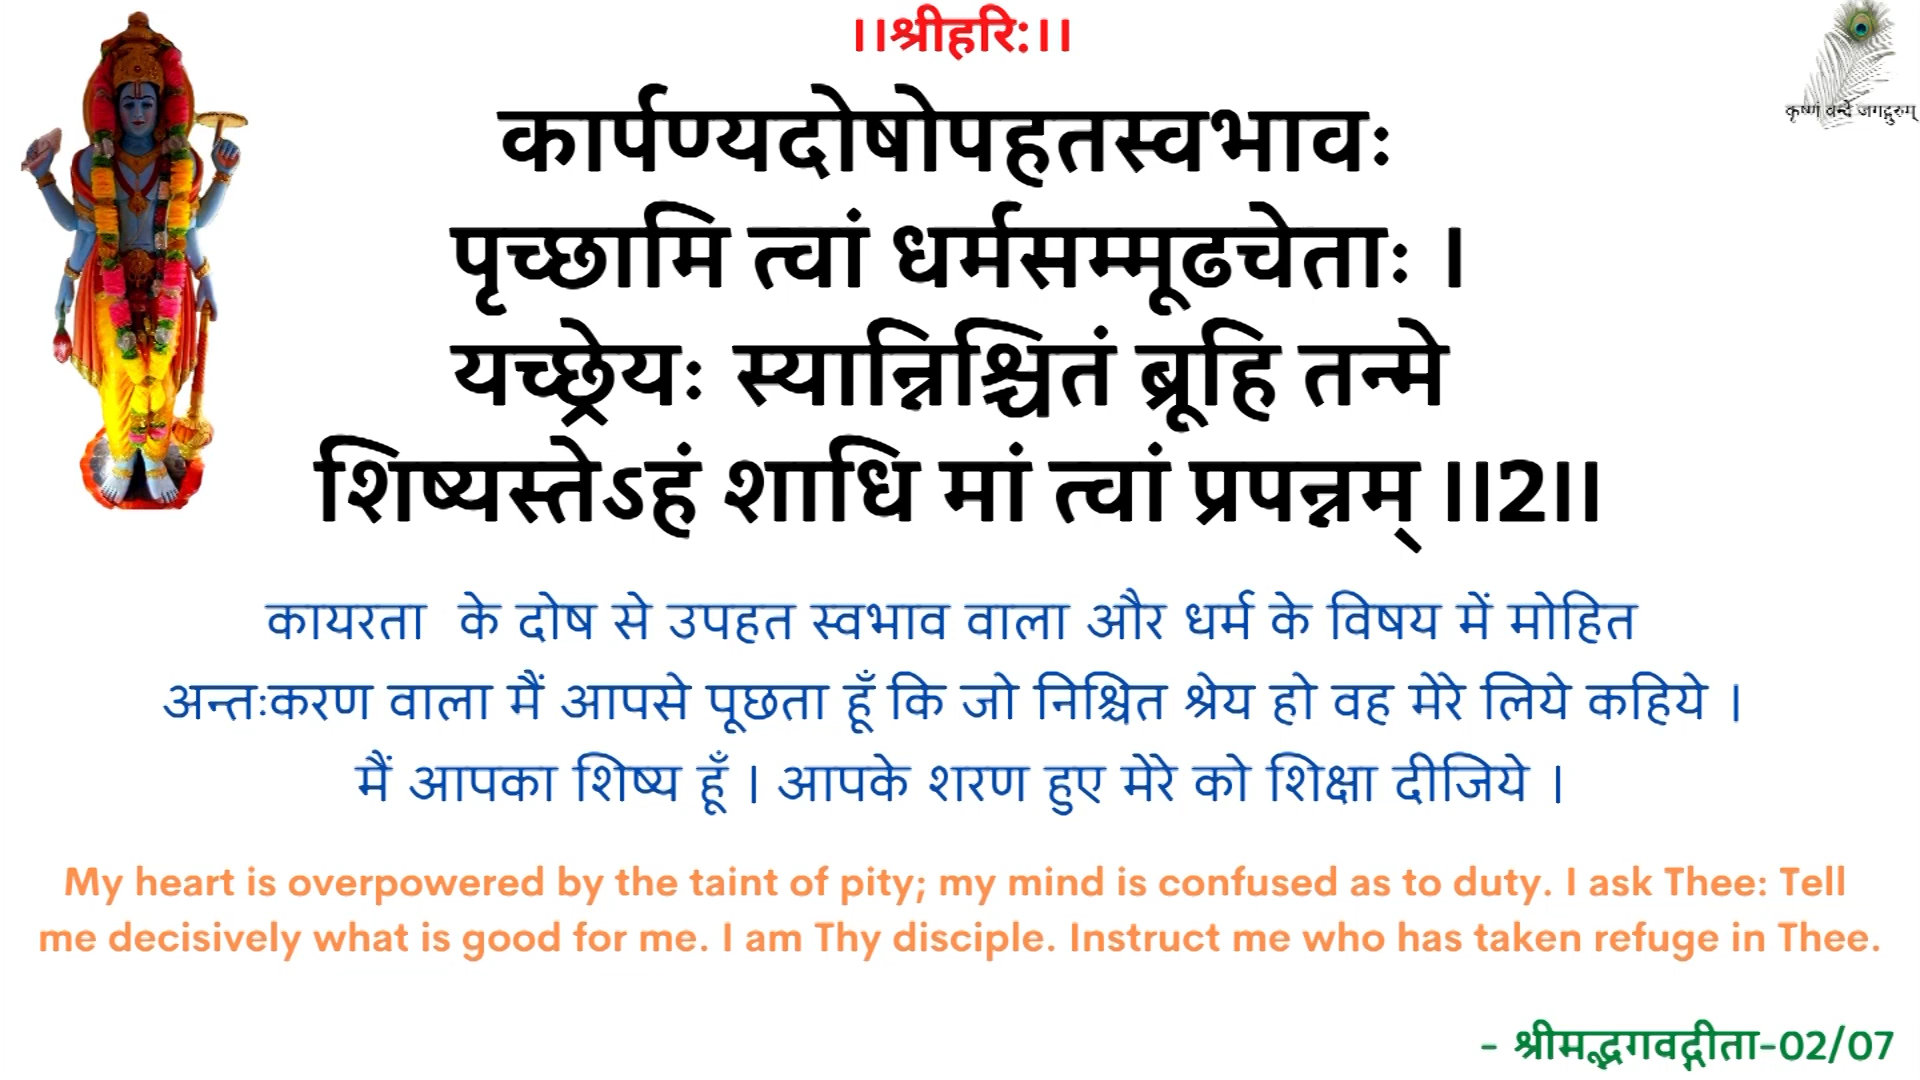 ।।श्रीहरि:।।
कृष्णं वन्दे जगद्गुरुम्
कार्पण्यदोषोपहतस्वभावः
पृच्छामि त्वां धर्मसम्मूढचेताः ।
यच्छ्रेयः स्यान्निश्चितं ब्रूहि तन्मे
शिष्यस्तेऽहं शाधि मां त्वां प्रपन्नम् ।।2।।
कायरता के दोष से उपहत स्वभाव वाला और धर्म के विषय में मोहित
अन्तःकरण वाला मैं आपसे पूछता हूँ कि जो निश्चित श्रेय हो वह मेरे लिये कहिये ।
मैं आपका शिष्य हूँ । आपके शरण हुए मेरे को शिक्षा दीजिये ।
My heart is overpowered by the taint of pity; my mind is confused as to duty. I ask Thee: Tell
me decisively what is good for me. I am Thy disciple. Instruct me who has taken refuge in Thee.
- श्रीमद्भगवद्गीता-02/07